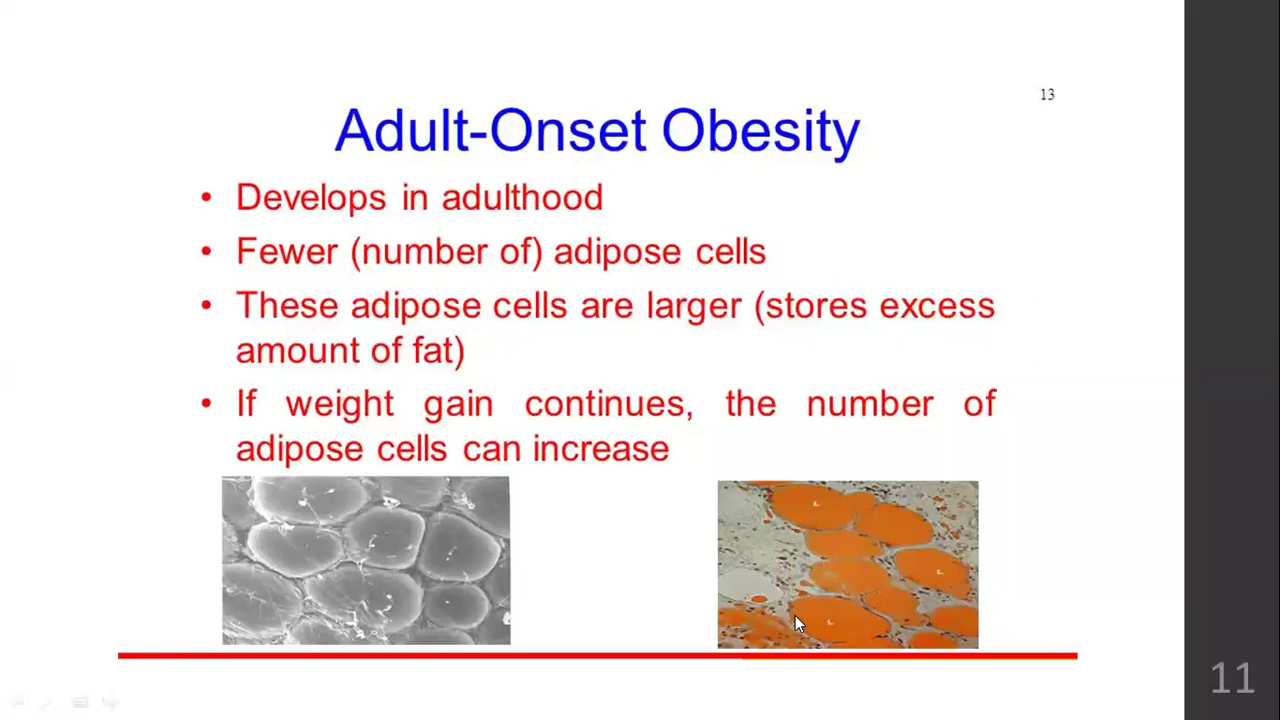 13
Adult-Onset Obesity
• Develops in adulthood
• Fewer (number of) adipose cells
• These adipose cells are larger (stores excess
amount of fat)
• If weight gain continues, the number of
adipose cells can increase
L
L
L
11